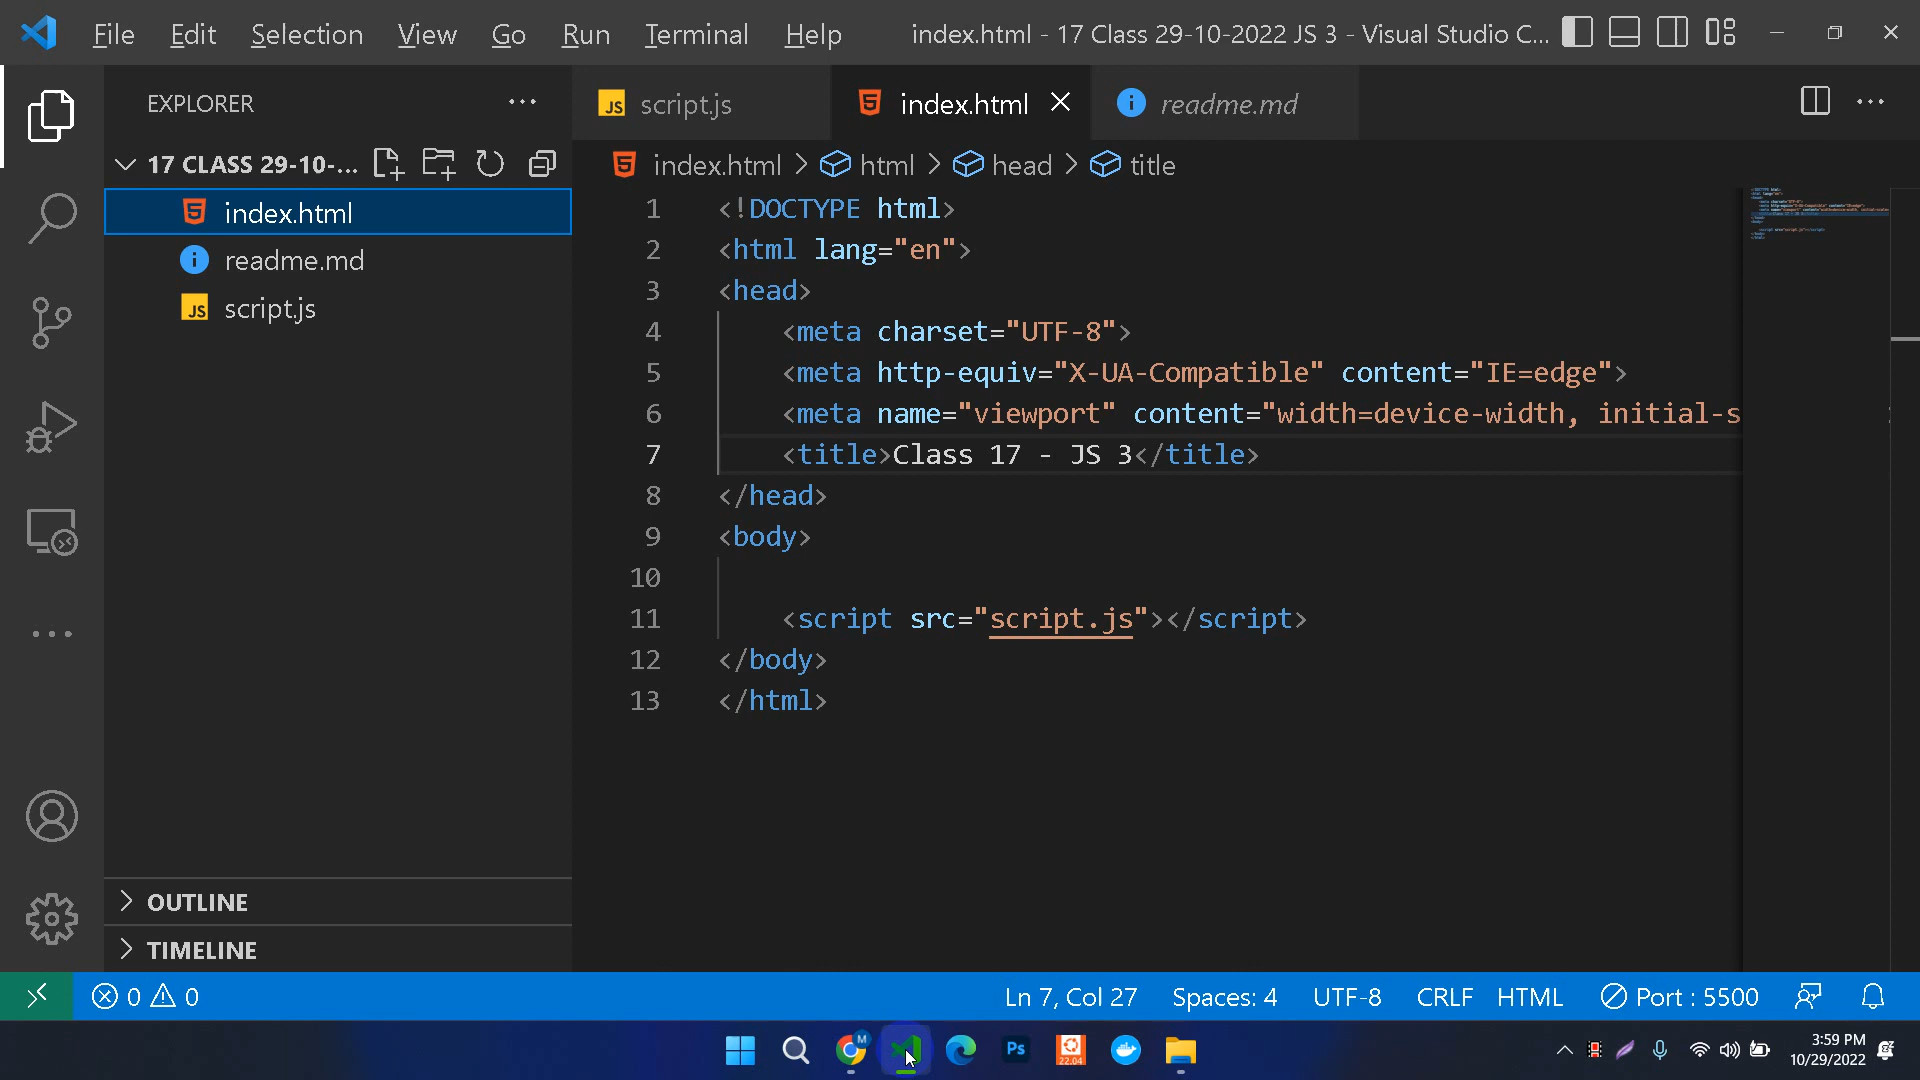 File Edit Selection View Go Run Terminal Help index.html - 17 Class 29-10-2022 JS 3 - Visual Studio C...
EXPLORER
17 CLASS 29-10-...
index.html
readme.md
script.js
OUTLINE
TIMELINE
script.js index.html readme.md
index.html > html > head > title
1 <!DOCTYPE html>
2 <html lang="en">
3 <head>
4 <meta charset="UTF-8">
5 <meta http-equiv="X-UA-Compatible" content="IE=edge">
6 <meta name="viewport" content="width=device-width, initial-s
7 <title>Class 17 - JS 3</title>
8 </head>
9 <body>
10
11 <script src="script.js"></script>
12 </body>
13 </html>
0 0 Ln 7, Col 27 Spaces: 4 UTF-8 CRLF HTML Port : 5500
M Ps 22.04
3:59 PM
10/29/2022